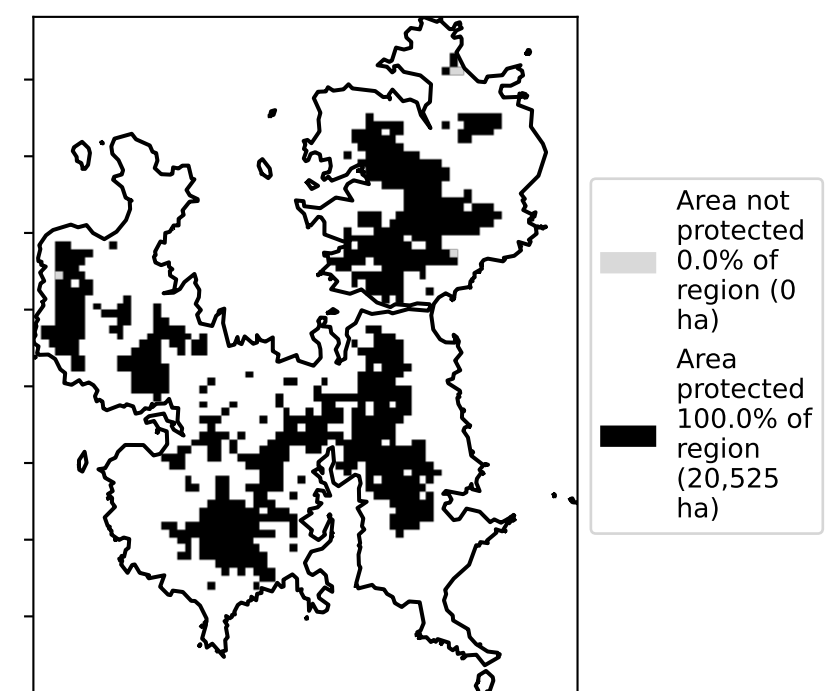 Area not
protected
0.0% of
region (0
ha)
Area
protected
100.0% of
region
(20,525
ha)